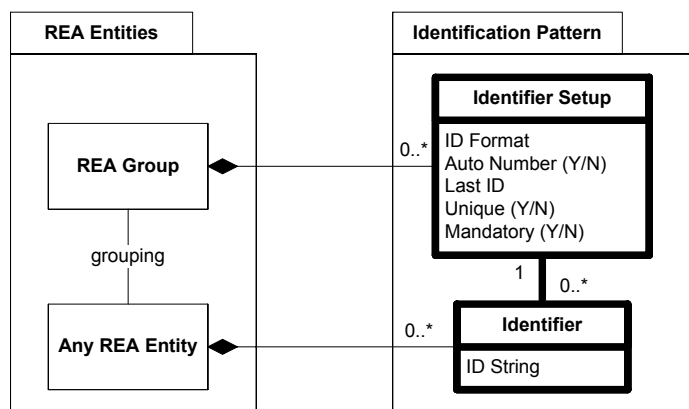 REA Entities
Identification Pattern
Identifier Setup
ID Format
Auto Number (Y/N)
Last ID
Unique (Y/N)
Mandatory (Y/N)
REA Group
0..*
grouping
1
0..*
Any REA Entity
0..*
Identifier
ID String